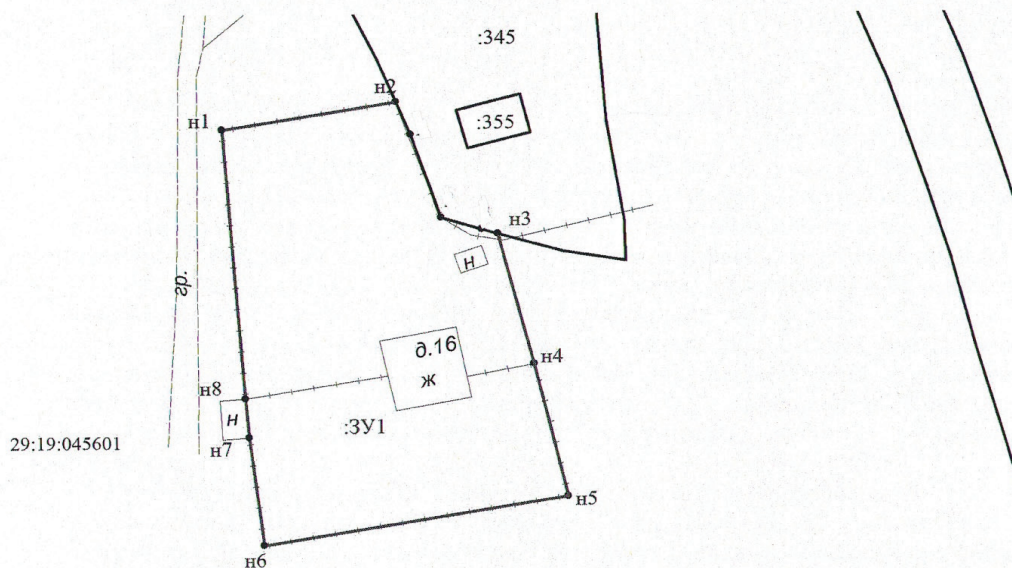 :345
н2
:355
н1
н3
н
гр.
д.16
н4
ж
н8
н
:ЗУ1
29:19:045601
н7
н5
н6